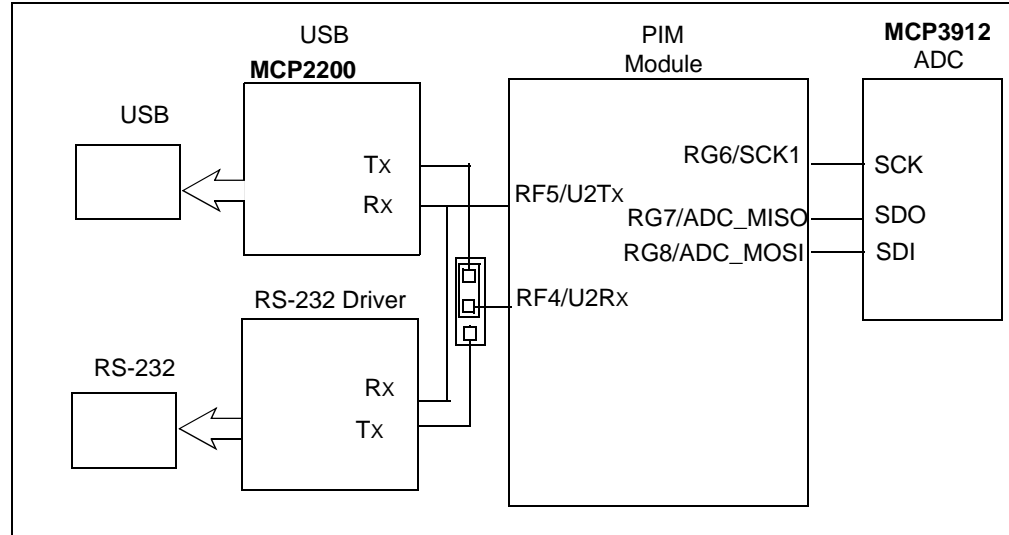 USB
MCP2200
PIM
Module
MCP3912
ADC
USB
TX
RX
RF5/U2TX
RG6/SCK1
RG7/ADC_MISO
RG8/ADC_MOSI
SCK
SDO
SDI
RF4/U2RX
RS-232 Driver
RS-232
RX
TX